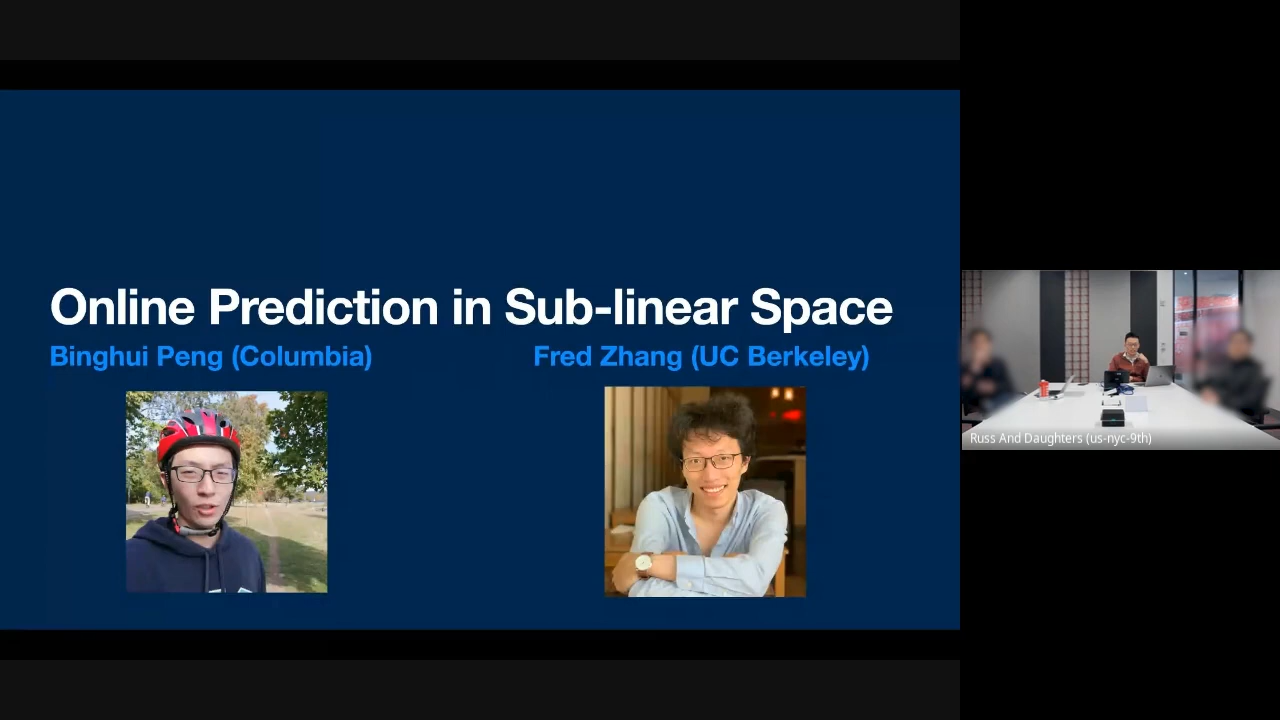 Online Prediction in Sub-linear Space
Binghui Peng (Columbia)
Fred Zhang (UC Berkeley)
Russ And Daughters (us-nyc-9th)